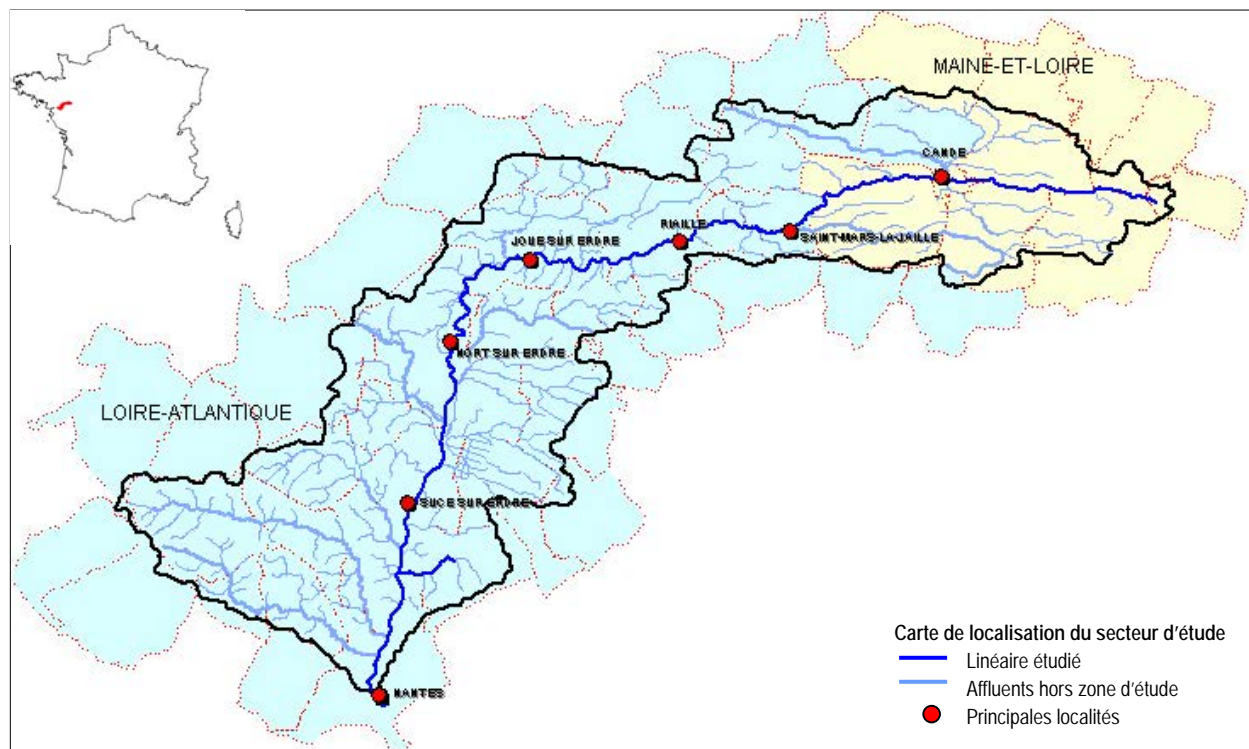 MAINE-ET-LOIRE
CANDE
RIAILLE
SAINT-MARS-LA-JAILLE
JOUE SUR ERDRE
NORT SUR ERDRE
LOIRE-ATLANTIQUE
SUCE SUR ERDRE
NANTES
Carte de localisation du secteur d'étude
Linéaire étudié
Affluents hors zone d'étude
Principales localités